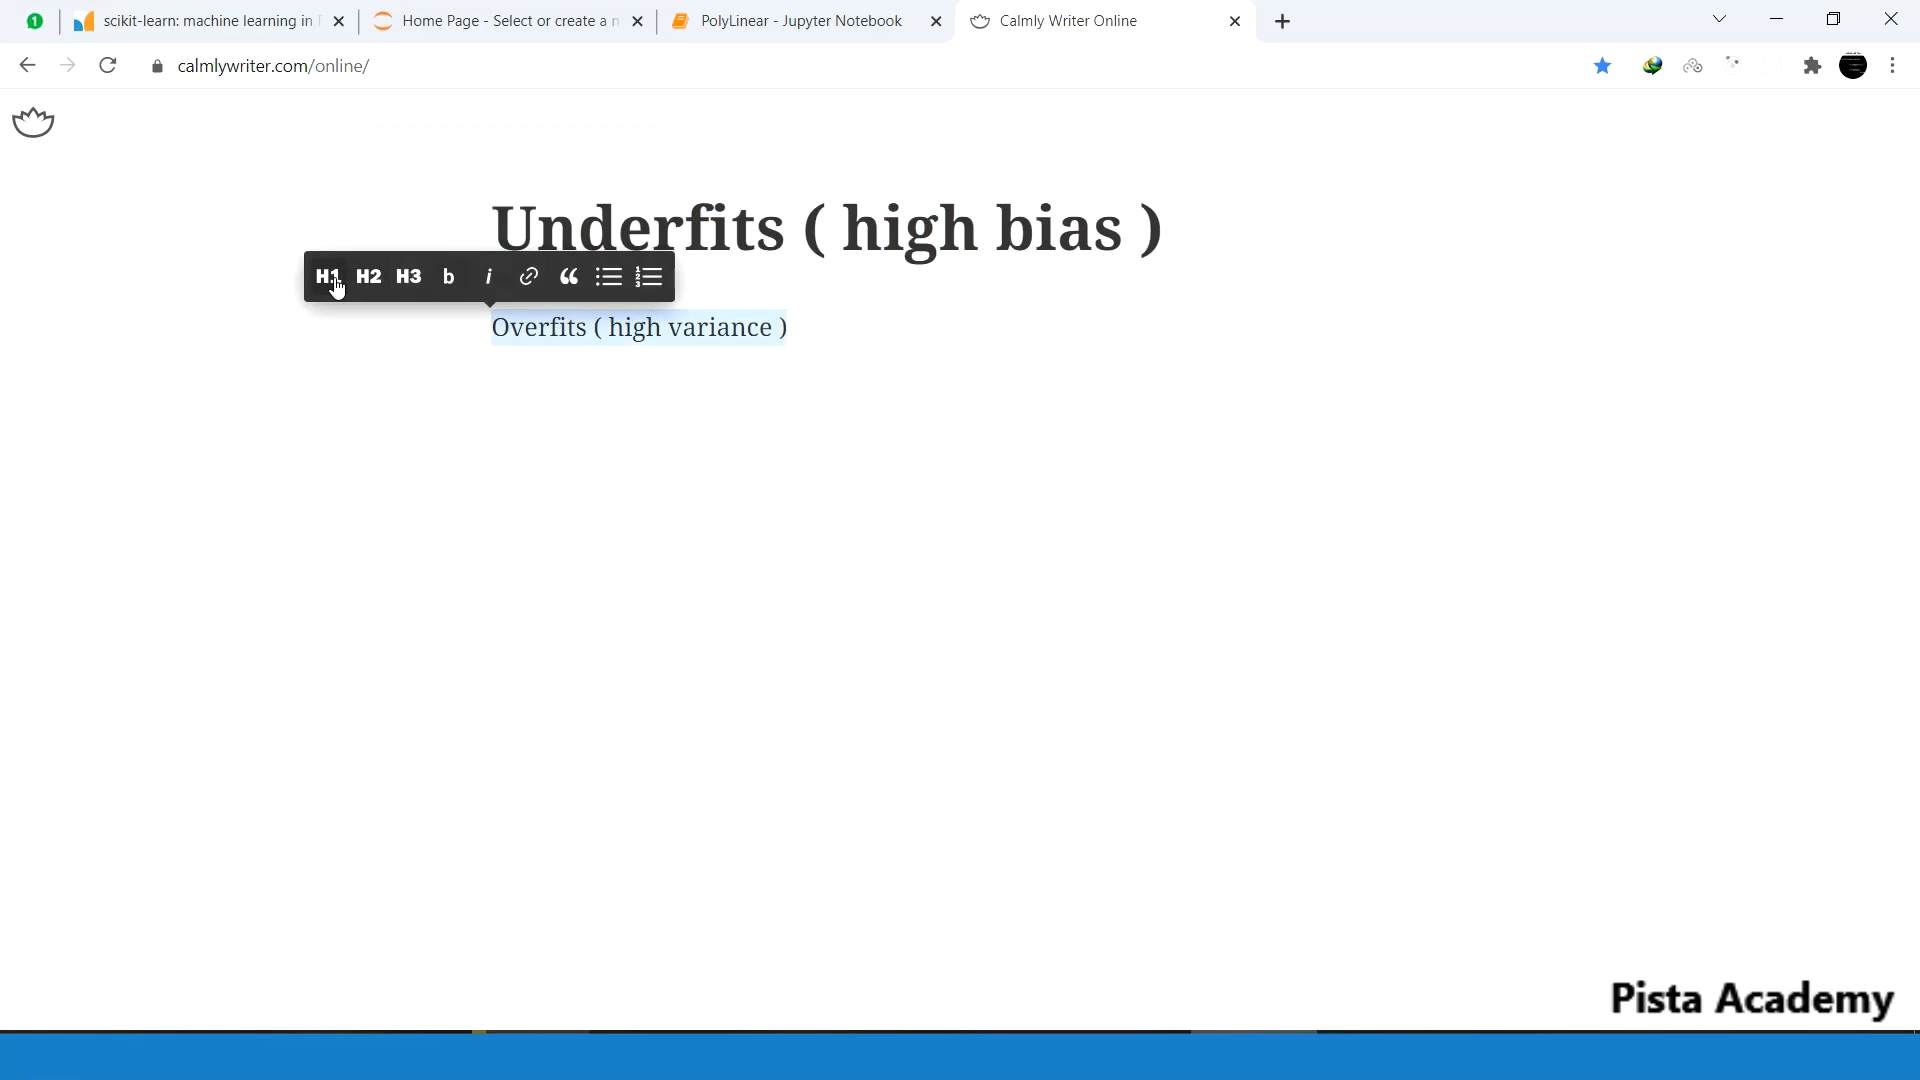 1
scikit-learn: machine learning in
Home Page - Select or create a n
PolyLinear - Jupyter Notebook
Calmly Writer Online
calmlywriter.com/online/
Underfits ( high bias )
H1 H2 H3 b i
Overfits ( high variance )
Pista Academy